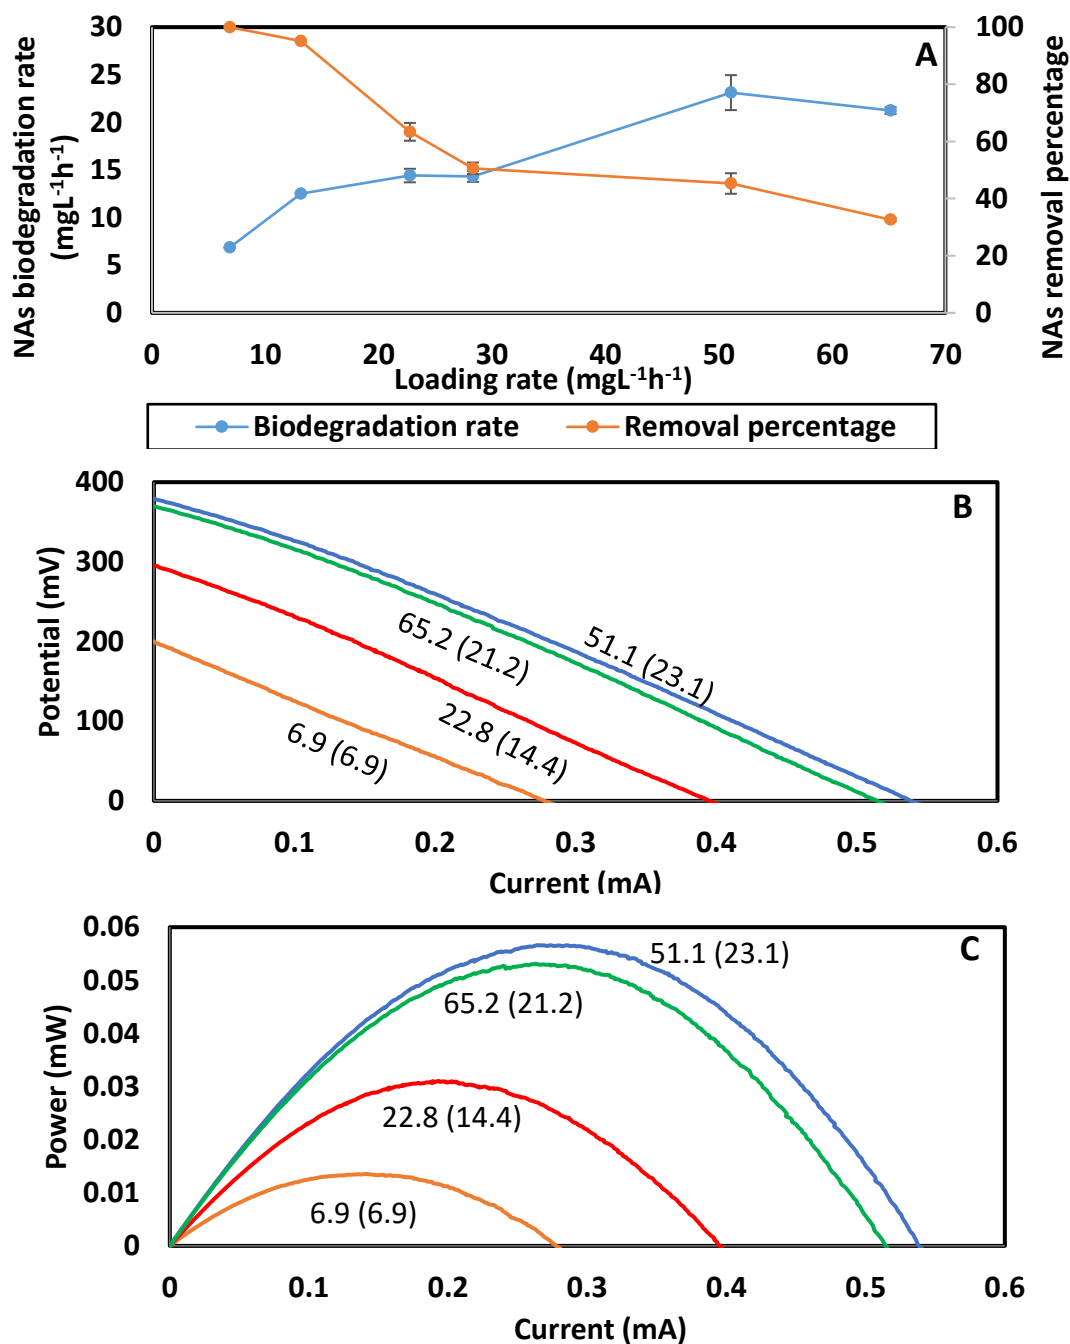 A
NAs biodegradation rate
(mgL⁻¹h⁻¹)
30
25
20
15
10
5
0
NAs removal percentage
100
80
60
40
20
0
0 10 20 30 40 50 60 70
Loading rate (mgL⁻¹h⁻¹)
Biodegradation rate Removal percentage
B
Potential (mV)
400
300
200
100
0
65.2 (21.2)
51.1 (23.1)
22.8 (14.4)
6.9 (6.9)
0 0.1 0.2 0.3 0.4 0.5 0.6
Current (mA)
C
Power (mW)
0.06
0.05
0.04
0.03
0.02
0.01
0
51.1 (23.1)
65.2 (21.2)
22.8 (14.4)
6.9 (6.9)
0 0.1 0.2 0.3 0.4 0.5 0.6
Current (mA)